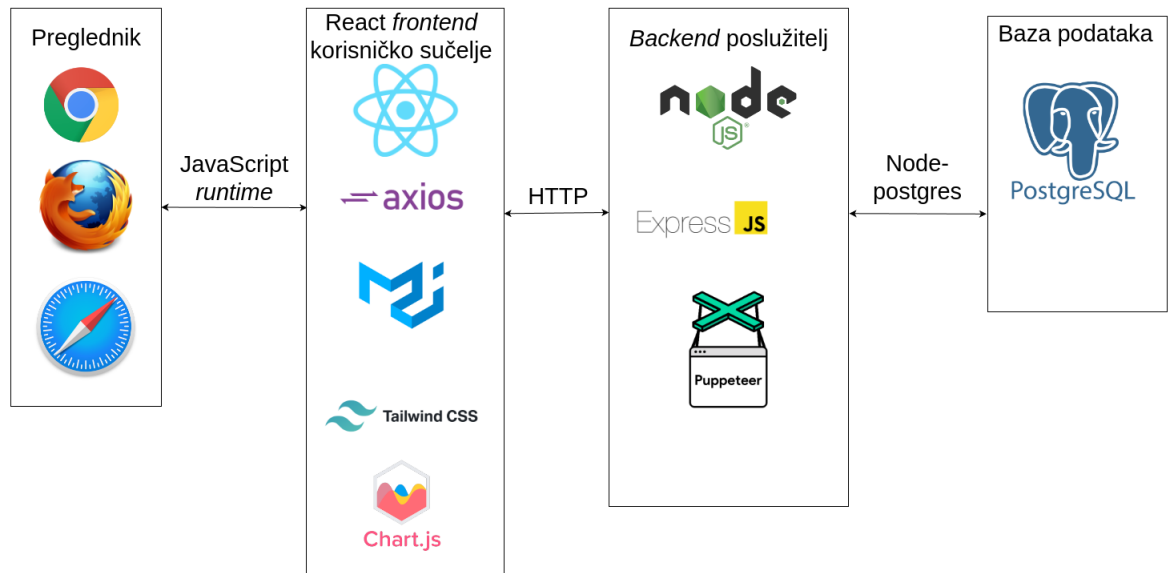 Preglednik
JavaScript
runtime
React frontend
korisničko sučelje
axios
Tailwind CSS
Chart.js
HTTP
Backend poslužitelj
node
JS
Express JS
Puppeteer
Node-
postgres
Baza podataka
PostgreSQL